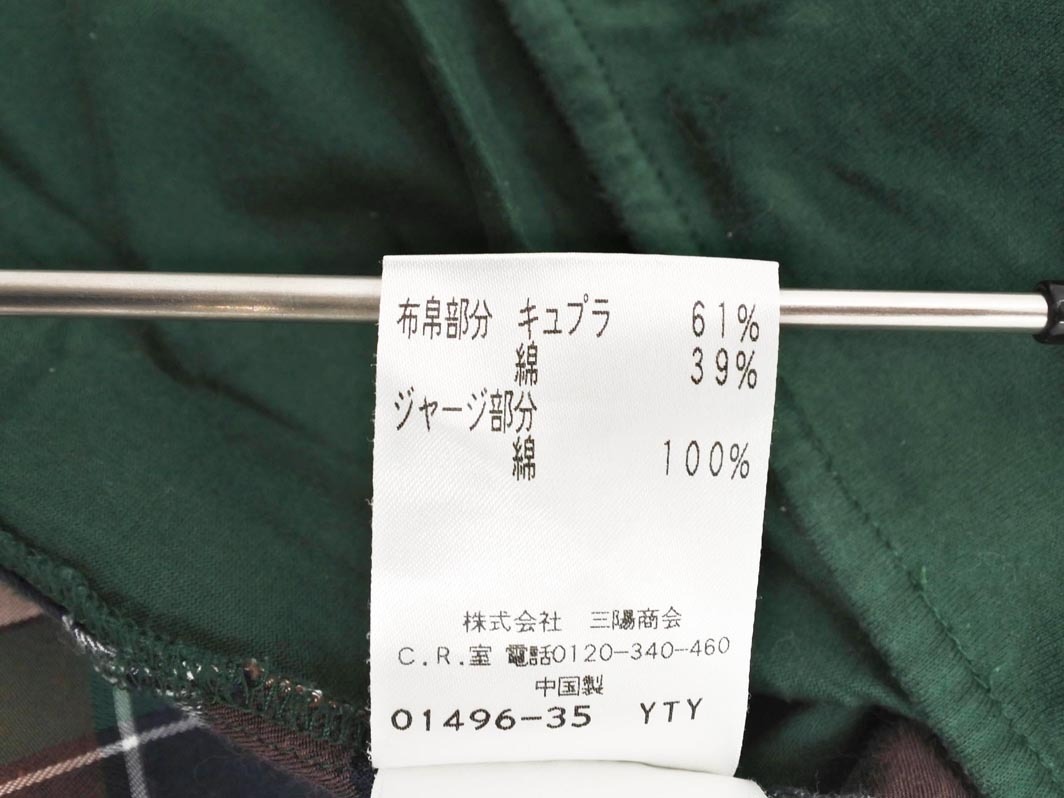 布帛部分 キュプラ 61%
綿 39%
ジャージ部分
綿 100%
株式会社 三陽商会
C.R.室 電話0120-340-460
中国製
01496-35 YTY